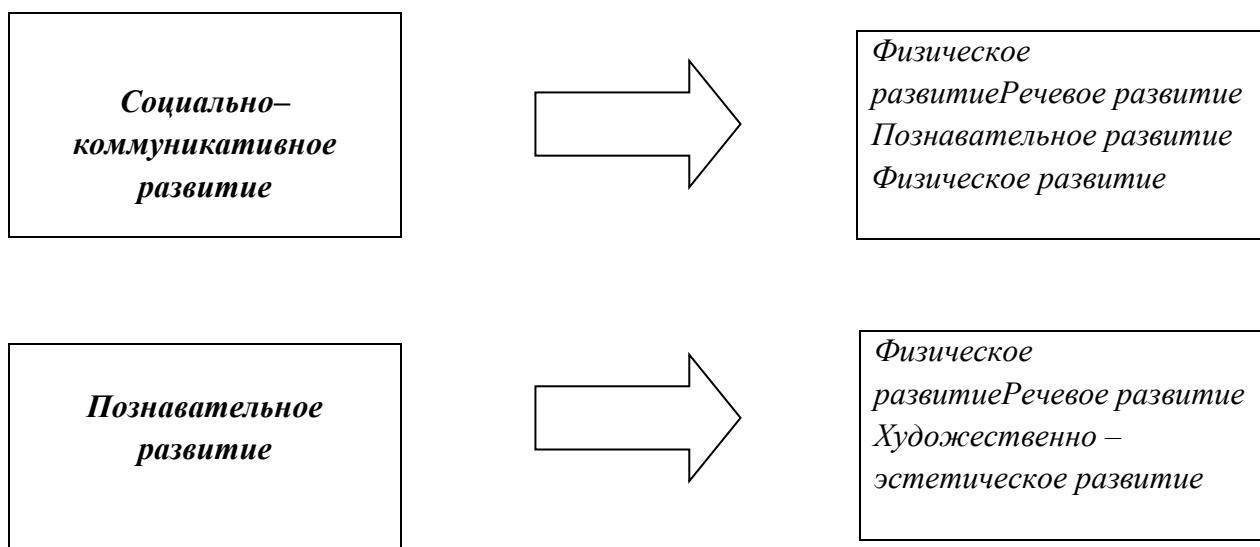 Социально–
коммуникативное
развитие
Физическое
развитиеРечевое развитие
Познавательное развитие
Физическое развитие
Познавательное
развитие
Физическое
развитиеРечевое развитие
Художественно –
эстетическое развитие